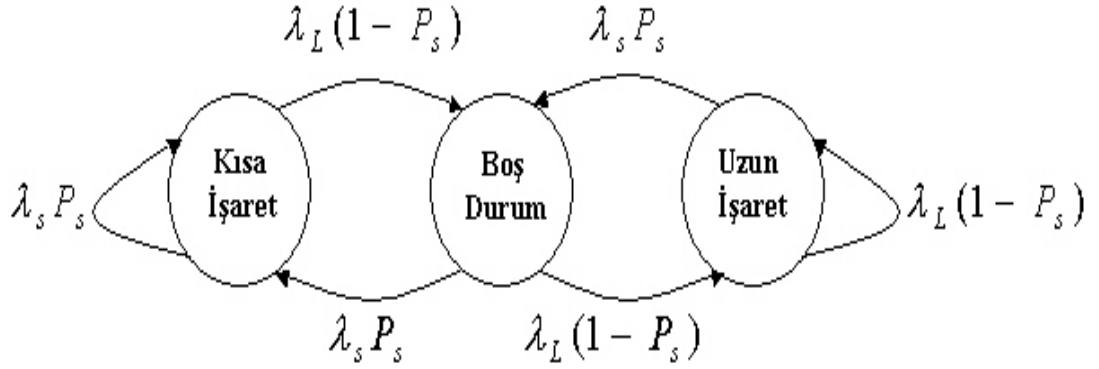 λ_L(1 - P_s)
λ_s P_s
Kısa
İşaret
Boş
Durum
Uzun
İşaret
λ_s P_s
λ_L(1 - P_s)
λ_s P_s
λ_L(1 - P_s)